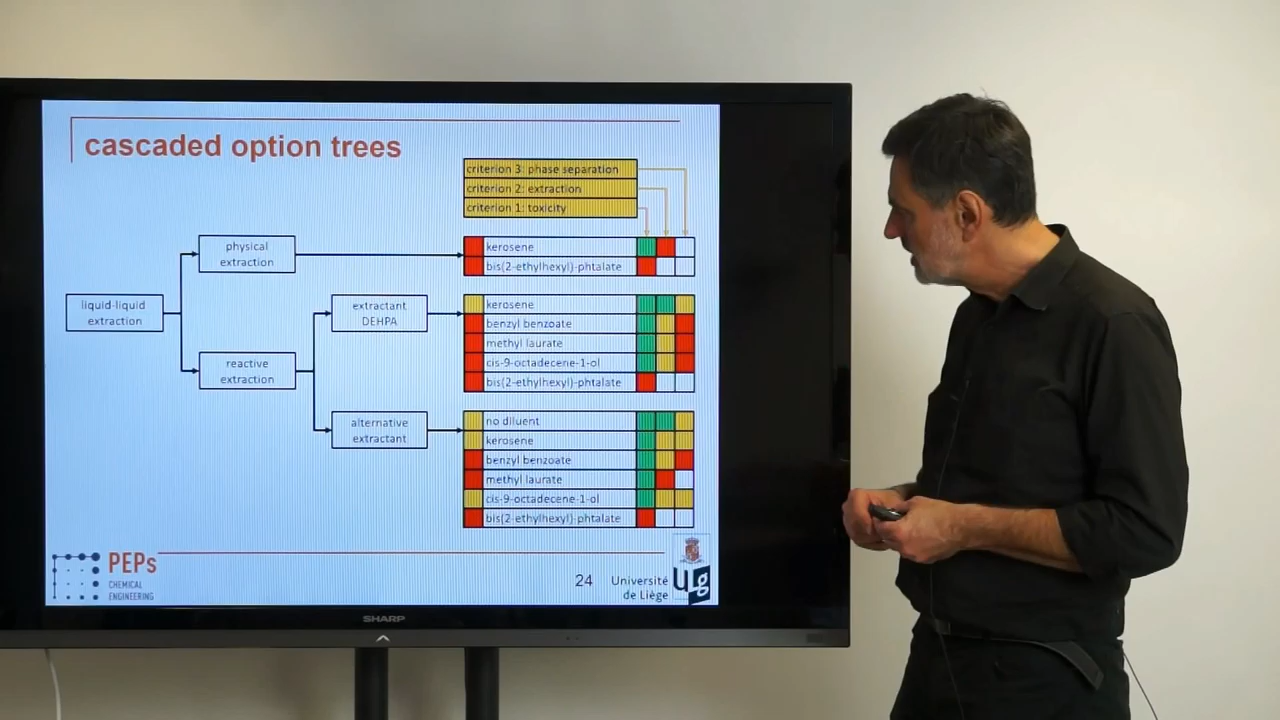 cascaded option trees
criterion 3: phase separation
criterion 2: extraction
criterion 1: toxicity
physical
extraction
kerosene
bis(2-ethylhexyl)-phtalate
liquid-liquid
extraction
extractant
DEHPA
kerosene
benzyl benzoate
methyl laurate
cis-9-octadecene-1-ol
bis(2-ethylhexyl)-phtalate
reactive
extraction
alternative
extractant
no diluent
kerosene
benzyl benzoate
methyl laurate
cis-9-octadecene-1-ol
bis(2-ethylhexyl)-phtalate
PEPs
CHEMICAL
ENGINEERING
24
Université
de Liège
Ug
SHARP